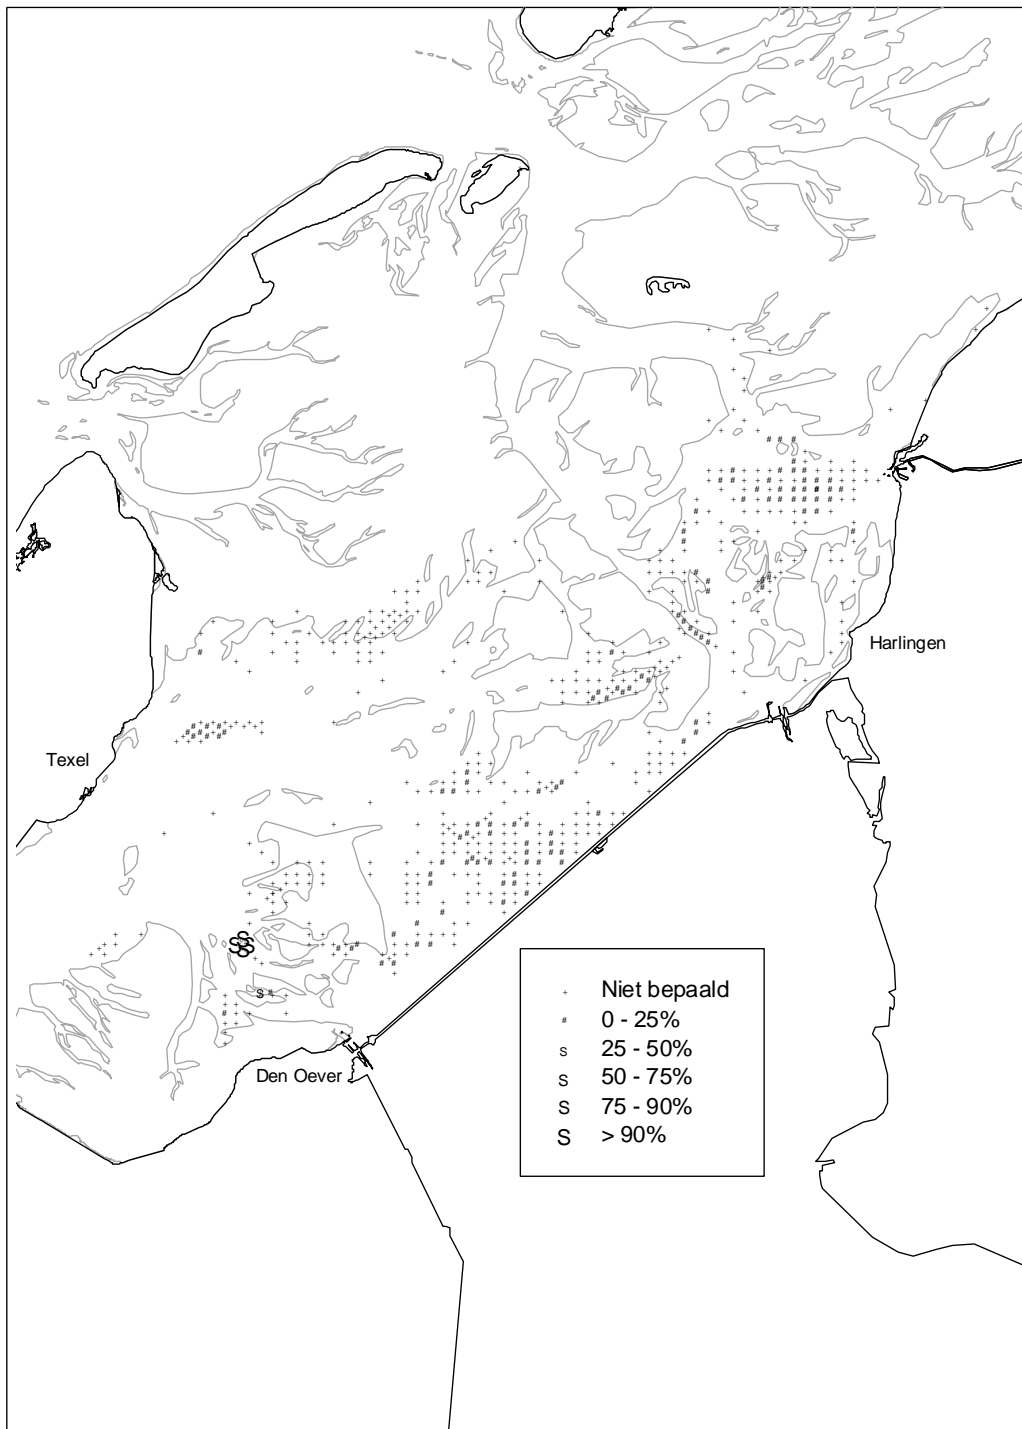 Harlingen
Texel
+ Niet bepaald
# 0 - 25%
s 25 - 50%
S 50 - 75%
S 75 - 90%
S > 90%
Den Oever